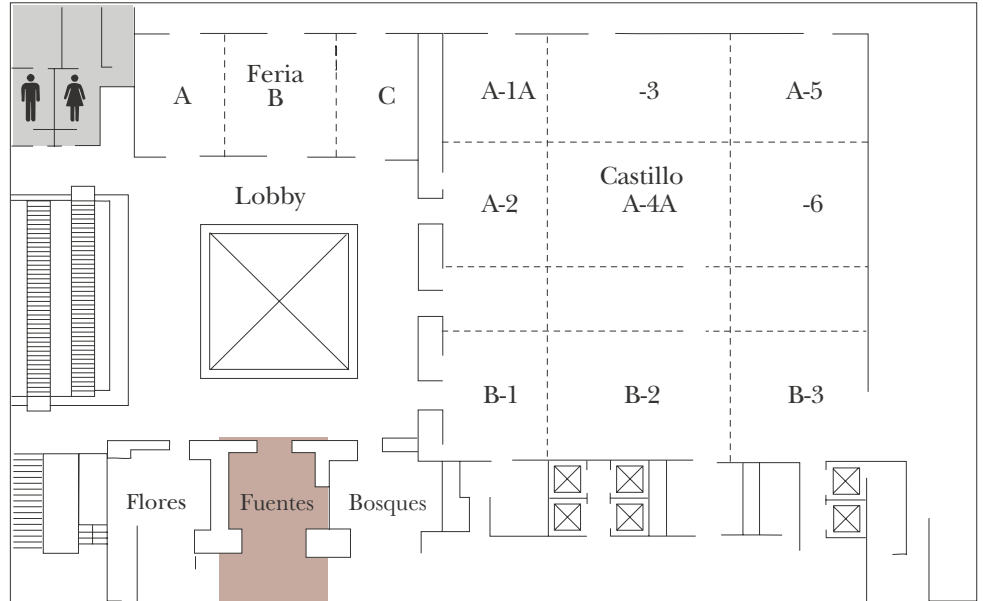 Feria
A B C
A-1A -3 A-5
Castillo
A-2 A-4A -6
Lobby
B-1 B-2 B-3
Flores Fuentes Bosques